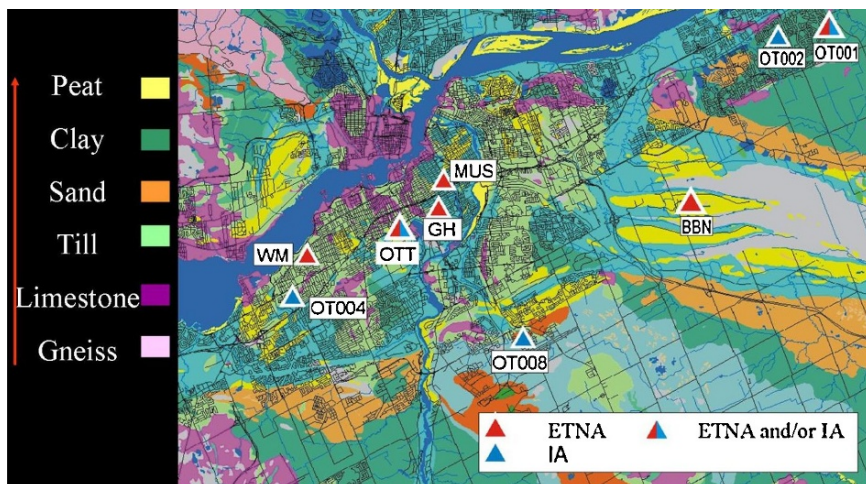 Peat
Clay
Sand
Till
Limestone
Gneiss
OT002
OT001
MUS
GH
BBN
OTT
WM
OT004
OT008
ETNA
ETNA and/or IA
IA